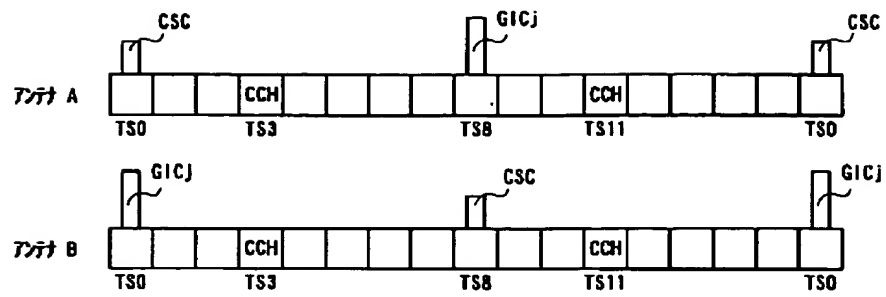 CSC GICj CSC
アンテナ A CCH CCH
TS0 TS3 TS8 TS11 TS0
GICj CSC GICj
アンテナ B CCH CCH
TS0 TS3 TS8 TS11 TS0